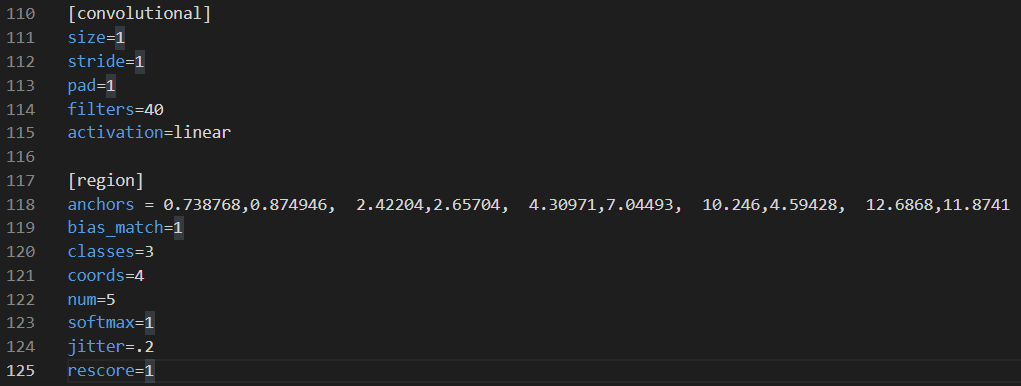 110 [convolutional]
111 size=1
112 stride=1
113 pad=1
114 filters=40
115 activation=linear
116
117 [region]
118 anchors = 0.738768,0.874946,  2.42204,2.65704,  4.30971,7.04493,  10.246,4.59428,  12.6868,11.8741
119 bias_match=1
120 classes=3
121 coords=4
122 num=5
123 softmax=1
124 jitter=.2
125 rescore=1